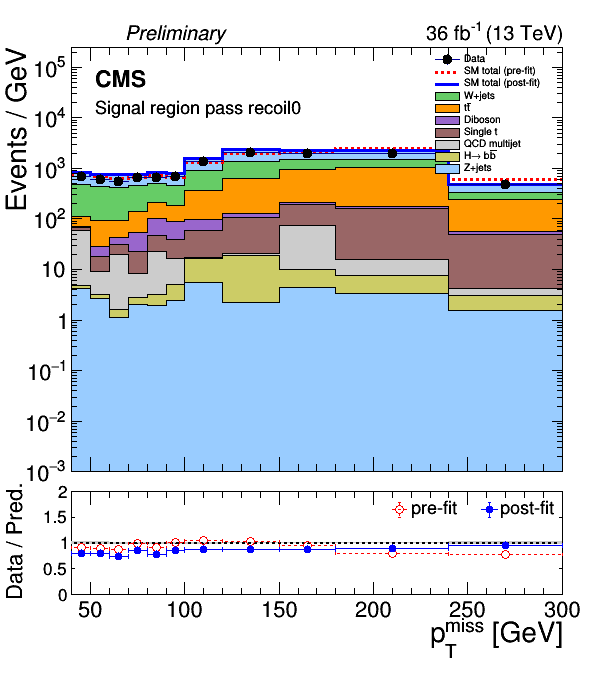 Preliminary
36 fb⁻¹ (13 TeV)
CMS
Signal region pass recoil0
Data
SM total (pre-fit)
SM total (post-fit)
W+jets
tt̅
Diboson
Single t
QCD multijet
H→ bb̅
Z+jets
Events / GeV
10⁵
10⁴
10³
10²
10
1
10⁻¹
10⁻²
10⁻³
pre-fit
post-fit
Data / Pred.
2
1.5
1
0.5
0
50 100 150 200 250 300
p_T^miss [GeV]